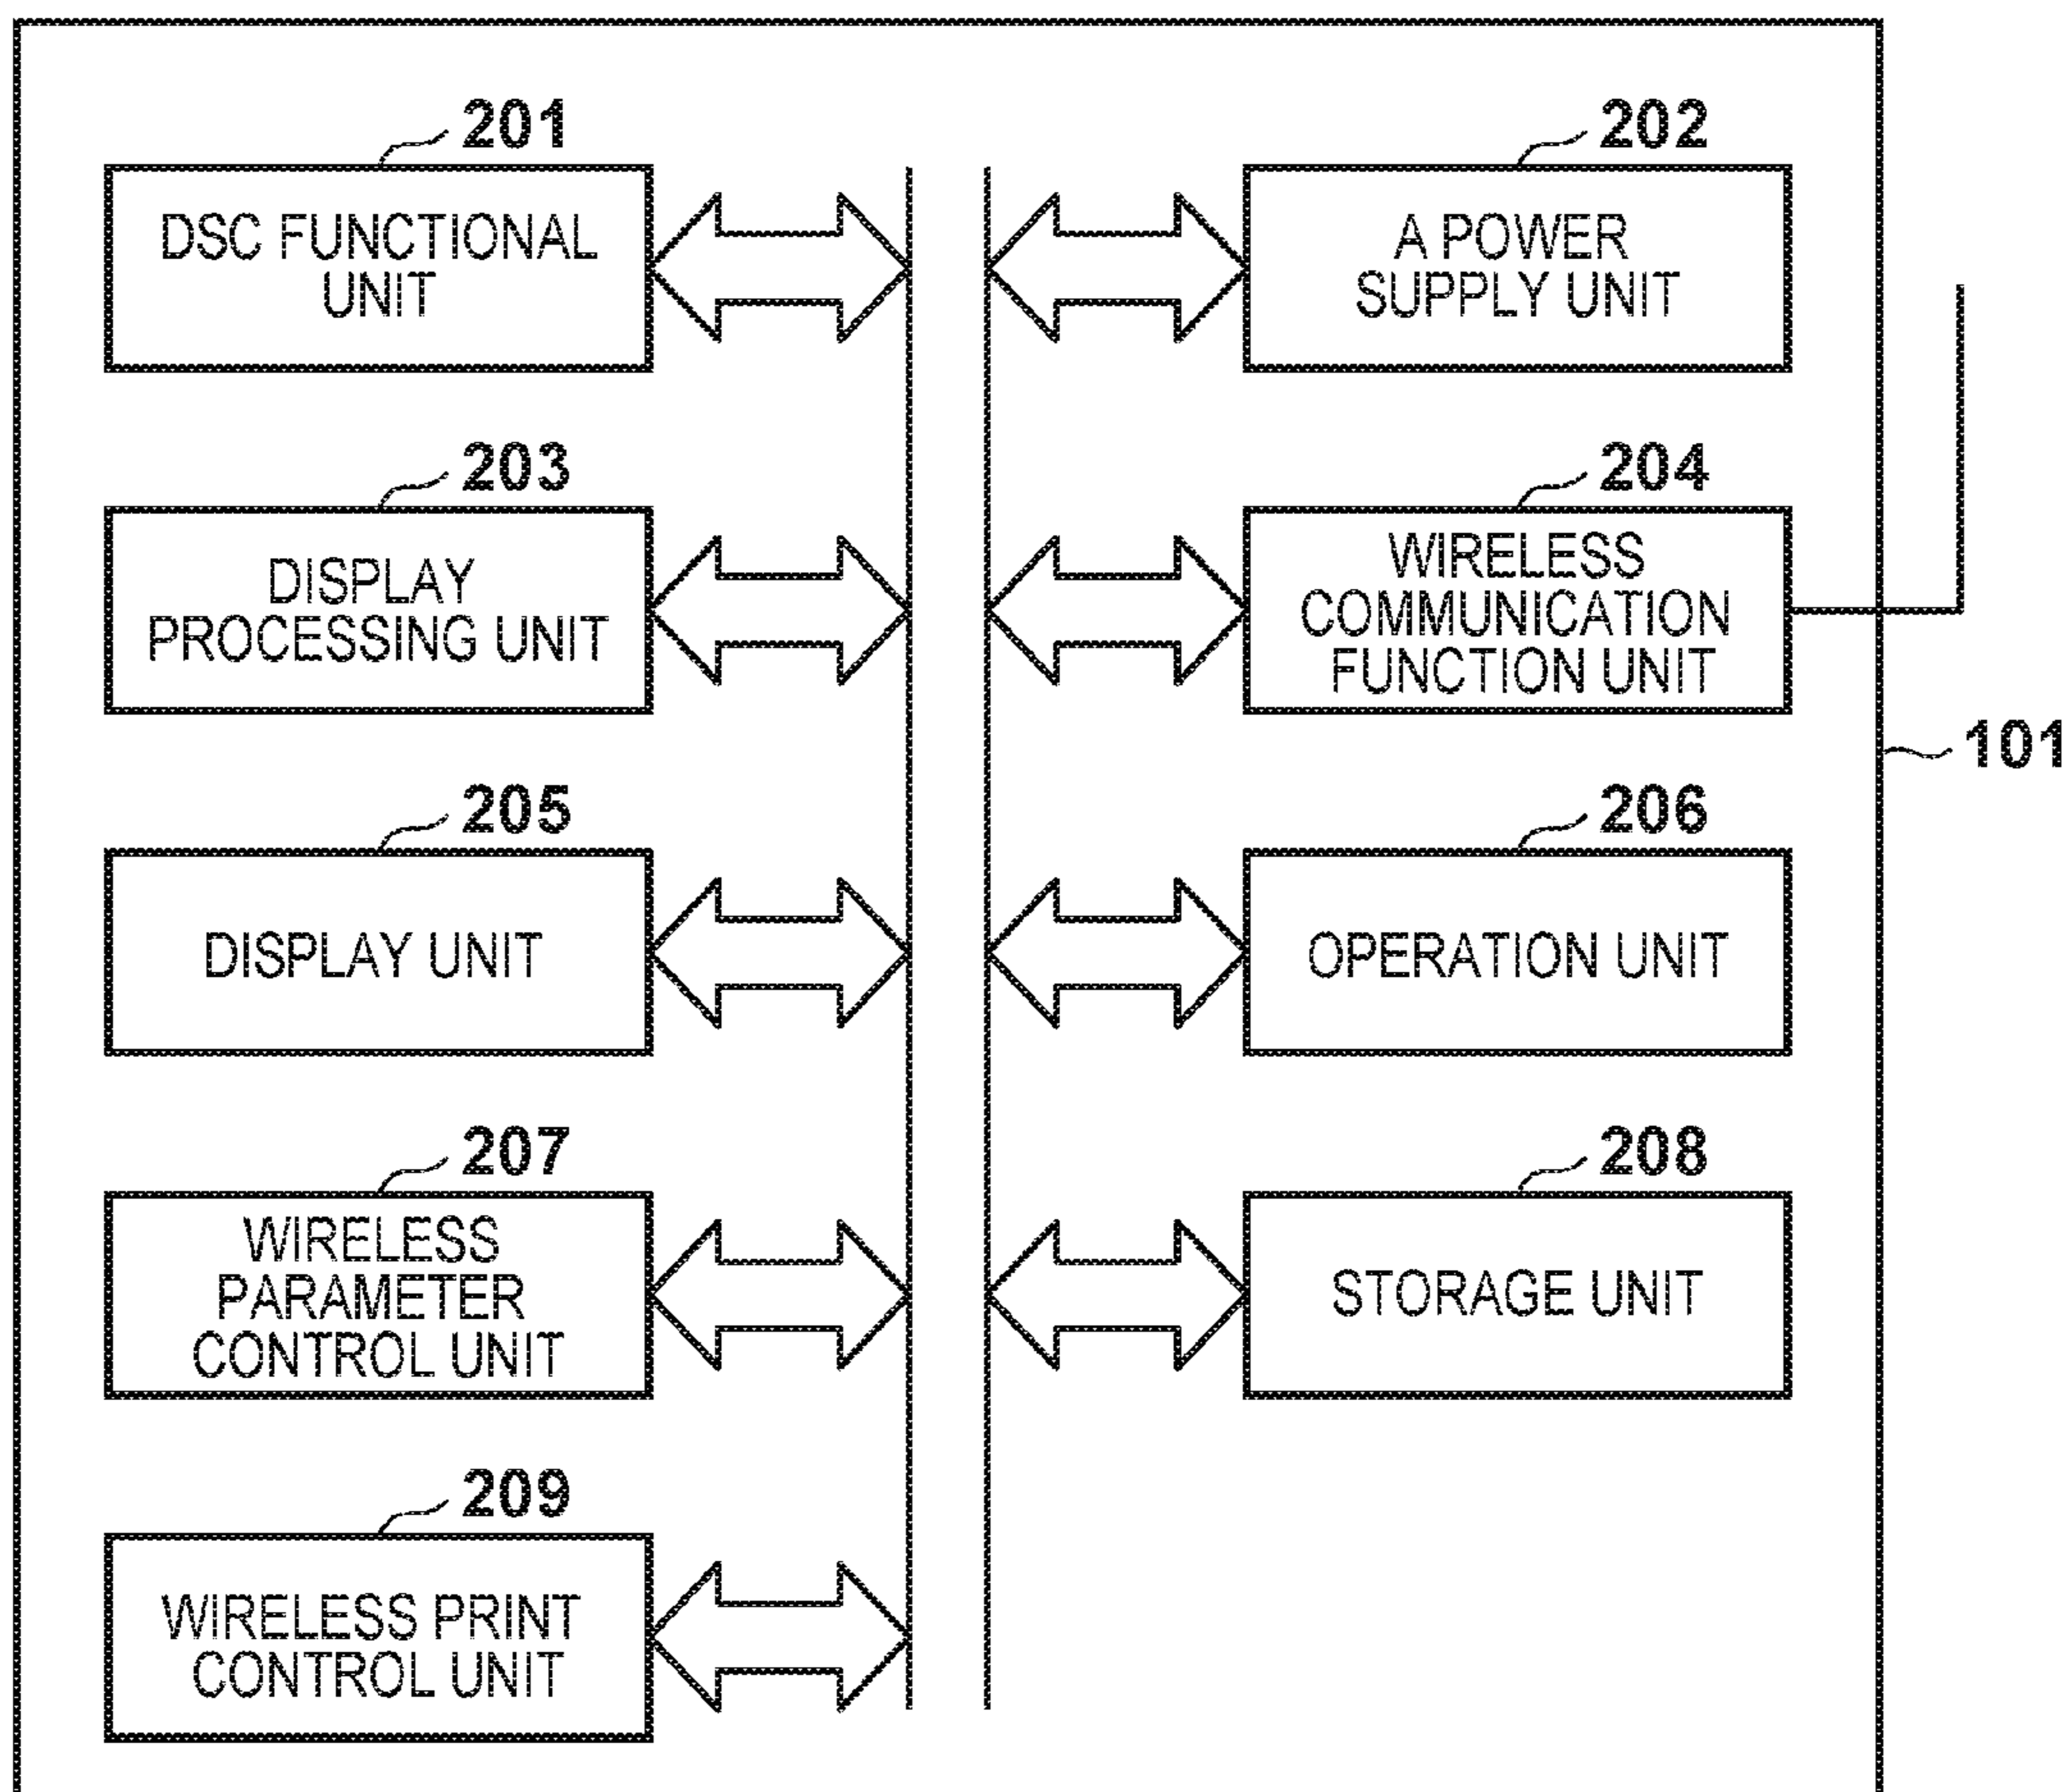 201
DSC FUNCTIONAL
UNIT
202
A POWER
SUPPLY UNIT
203
DISPLAY
PROCESSING UNIT
204
WIRELESS
COMMUNICATION
FUNCTION UNIT
101
205
DISPLAY UNIT
206
OPERATION UNIT
207
WIRELESS
PARAMETER
CONTROL UNIT
208
STORAGE UNIT
209
WIRELESS PRINT
CONTROL UNIT